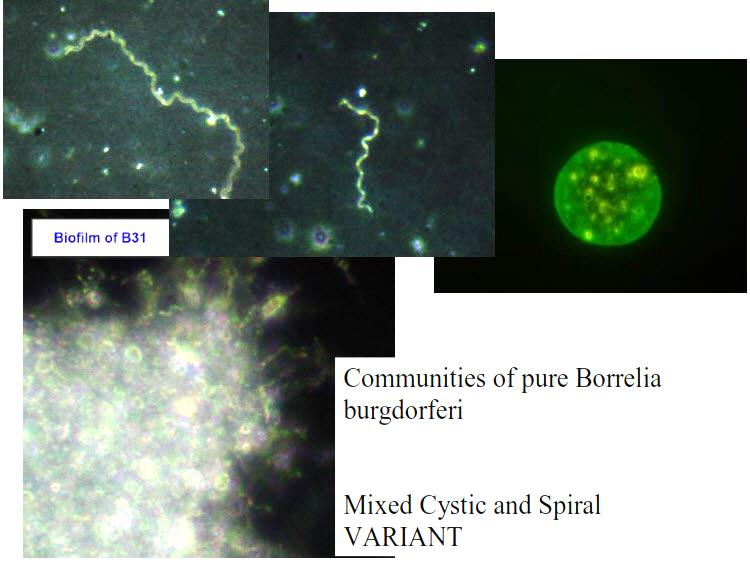 Biofilm of B31
Communities of pure Borrelia
burgdorferi
Mixed Cystic and Spiral
VARIANT